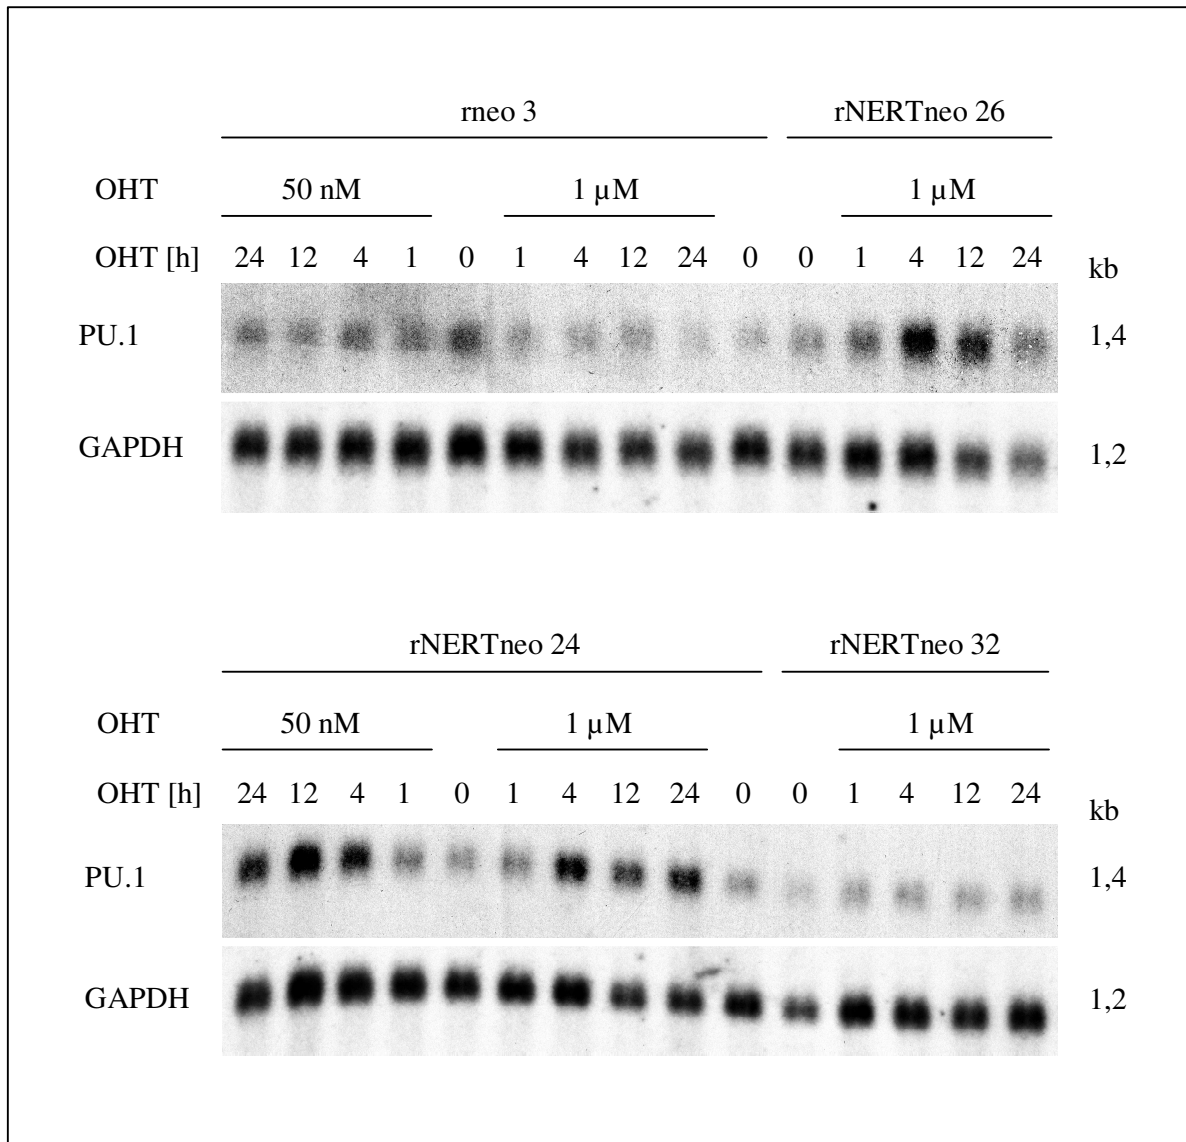 rneo 3 rNERTneo 26
OHT 50 nM 1 µM 1 µM
OHT [h] 24 12 4 1 0 1 4 12 24 0 0 1 4 12 24 kb
PU.1 1,4
GAPDH 1,2
rNERTneo 24 rNERTneo 32
OHT 50 nM 1 µM 1 µM
OHT [h] 24 12 4 1 0 1 4 12 24 0 0 1 4 12 24 kb
PU.1 1,4
GAPDH 1,2